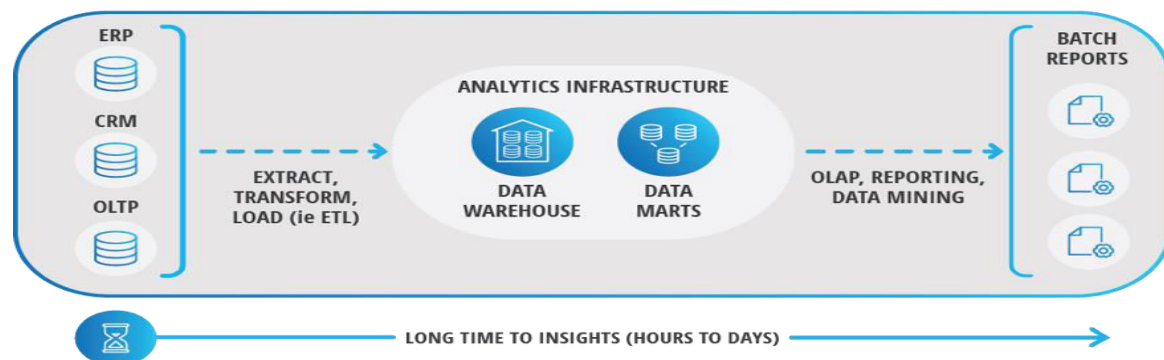 ERP
CRM
OLTP
EXTRACT,
TRANSFORM,
LOAD (ie ETL)
ANALYTICS INFRASTRUCTURE
DATA
WAREHOUSE
DATA
MARTS
OLAP, REPORTING,
DATA MINING
BATCH
REPORTS
LONG TIME TO INSIGHTS (HOURS TO DAYS)